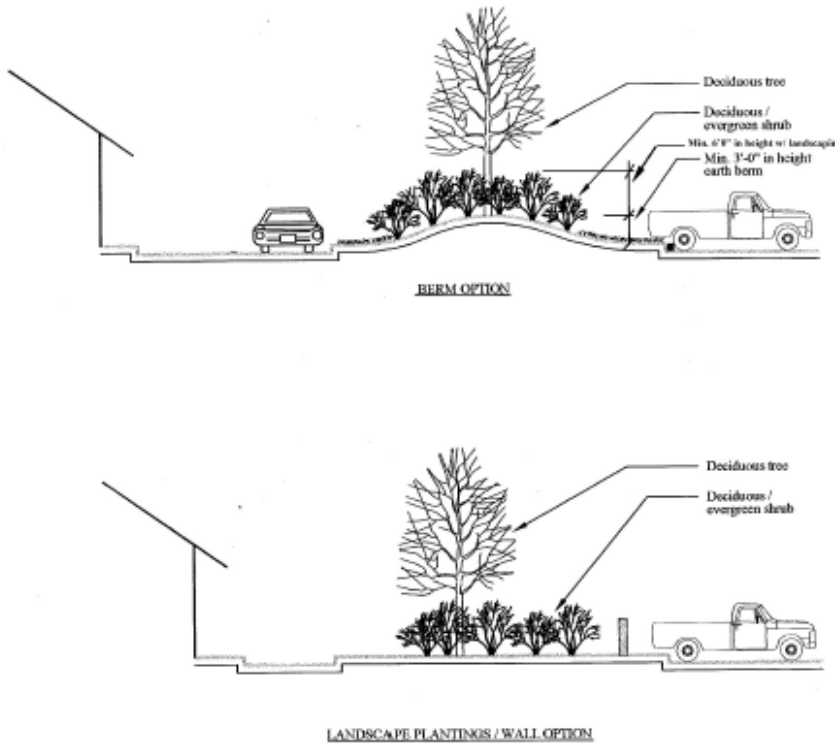 Deciduous tree
Deciduous /
evergreen shrub
Min. 6'0" in height w/ landscapin
Min. 3'-0" in height
earth berm
BERM OPTION
Deciduous tree
Deciduous /
evergreen shrub
LANDSCAPE PLANTINGS / WALL OPTION